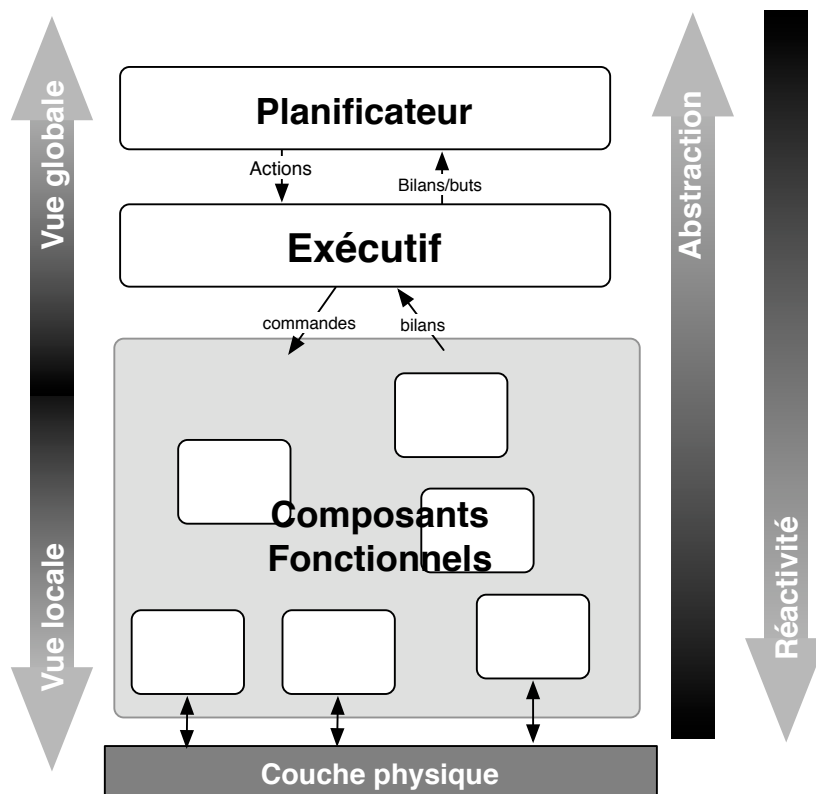 Planificateur
Actions
Bilans/buts
Exécutif
commandes
bilans
Composants
Fonctionnels
Couche physique
Vue globale
Vue locale
Abstraction
Réactivité